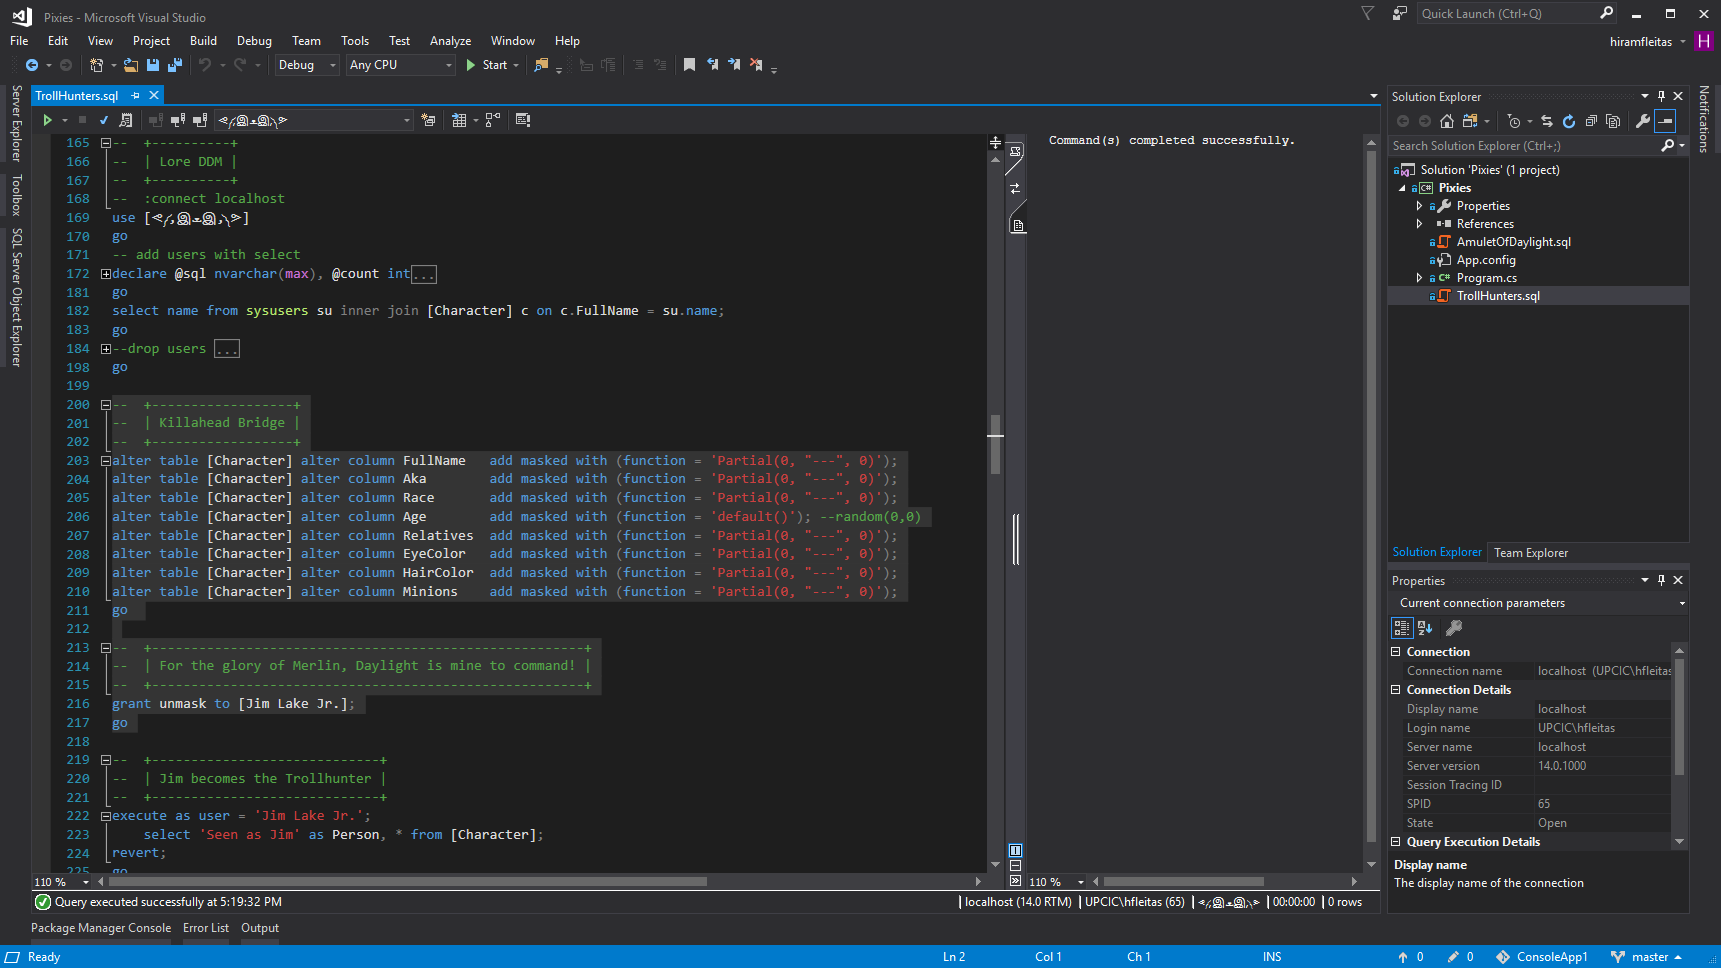 Pixies - Microsoft Visual Studio
Quick Launch (Ctrl+Q)
File Edit View Project Build Debug Team Tools Test Analyze Window Help
hiramfleitas H
Debug Any CPU Start
Server Explorer
Toolbox
SQL Server Object Explorer
Notifications
TrollHunters.sql
165 -- +----------+
166 -- | Lore DDM |
167 -- +----------+
168 -- :connect localhost
169 use [
170 go
171 -- add users with select
172 declare @sql nvarchar(max), @count int...
181 go
182 select name from sysusers su inner join [Character] c on c.FullName = su.name;
183 go
184 --drop users ...
198 go
199
200 -- +------------------+
201 -- | Killahead Bridge |
202 -- +------------------+
203 alter table [Character] alter column FullName add masked with (function = 'Partial(0, "---", 0)');
204 alter table [Character] alter column Aka add masked with (function = 'Partial(0, "---", 0)');
205 alter table [Character] alter column Race add masked with (function = 'Partial(0, "---", 0)');
206 alter table [Character] alter column Age add masked with (function = 'default()'); --random(0,0)
207 alter table [Character] alter column Relatives add masked with (function = 'Partial(0, "---", 0)');
208 alter table [Character] alter column EyeColor add masked with (function = 'Partial(0, "---", 0)');
209 alter table [Character] alter column HairColor add masked with (function = 'Partial(0, "---", 0)');
210 alter table [Character] alter column Minions add masked with (function = 'Partial(0, "---", 0)');
211 go
212
213 -- +-------------------------------------------------------+
214 -- | For the glory of Merlin, Daylight is mine to command! |
215 -- +-------------------------------------------------------+
216 grant unmask to [Jim Lake Jr.];
217 go
218
219 -- +-----------------------------+
220 -- | Jim becomes the Trollhunter |
221 -- +-----------------------------+
222 execute as user = 'Jim Lake Jr.';
223 select 'Seen as Jim' as Person, * from [Character];
224 revert;
225 go
110 %
Command(s) completed successfully.
110 %
Query executed successfully at 5:19:32 PM
localhost (14.0 RTM) | UPCIC\hfleitas (65) | | 00:00:00 | 0 rows
Package Manager Console Error List Output
Solution Explorer
Search Solution Explorer (Ctrl+;)
Solution 'Pixies' (1 project)
C# Pixies
Properties
References
AmuletOfDaylight.sql
App.config
C# Program.cs
TrollHunters.sql
Solution Explorer Team Explorer
Properties
Current connection parameters
Connection
Connection name localhost (UPCIC\hfleitas
Connection Details
Display name localhost
Login name UPCIC\hfleitas
Server name localhost
Server version 14.0.1000
Session Tracing ID
SPID 65
State Open
Query Execution Details
Display name
The display name of the connection
Ready Ln 2 Col 1 Ch 1 INS 0 0 ConsoleApp1 master